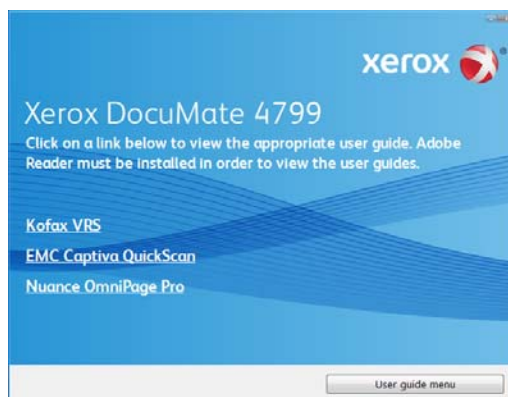 xerox
Xerox DocuMate 4799
Click on a link below to view the appropriate user guide. Adobe
Reader must be installed in order to view the user guides.
Kofax VRS
EMC Captiva QuickScan
Nuance OmniPage Pro
User guide menu